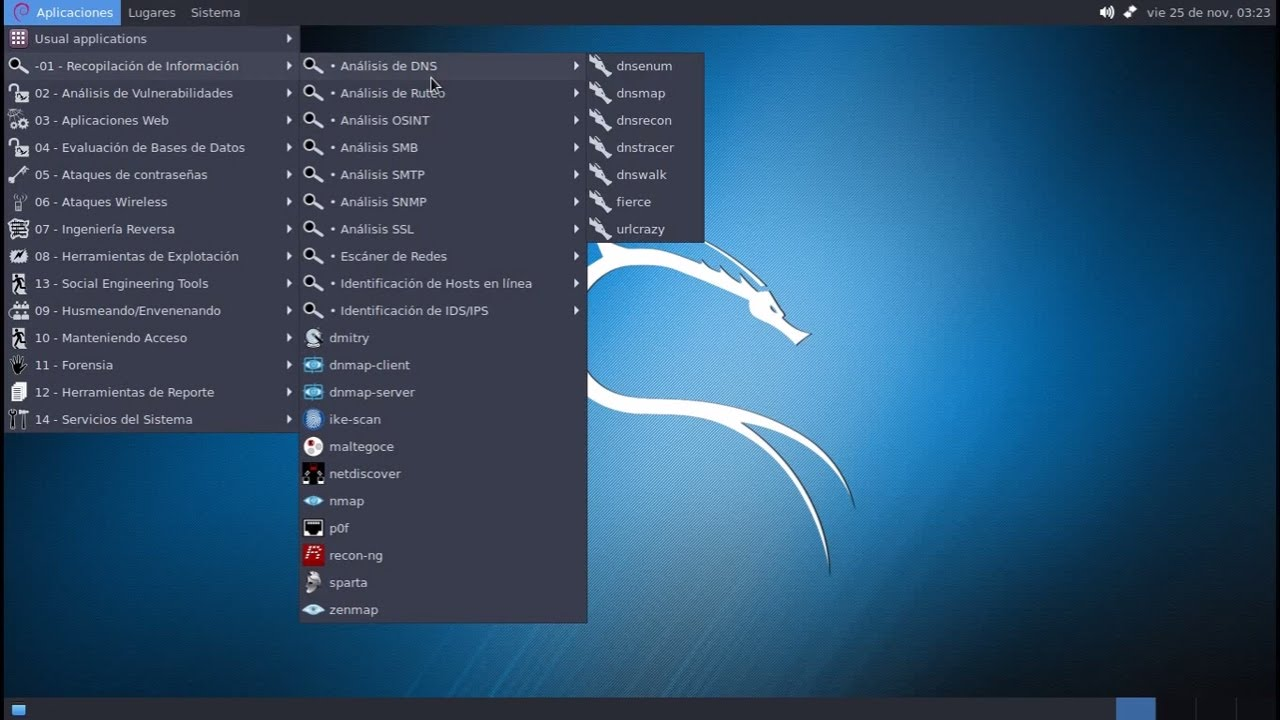 Aplicaciones Lugares Sistema vie 25 de nov, 03:23
Usual applications
-01 - Recopilación de Información
02 - Análisis de Vulnerabilidades
03 - Aplicaciones Web
04 - Evaluación de Bases de Datos
05 - Ataques de contraseñas
06 - Ataques Wireless
07 - Ingeniería Reversa
08 - Herramientas de Explotación
13 - Social Engineering Tools
09 - Husmeando/Envenenando
10 - Manteniendo Acceso
11 - Forensia
12 - Herramientas de Reporte
14 - Servicios del Sistema
• Análisis de DNS
• Análisis de Ruteo
• Análisis OSINT
• Análisis SMB
• Análisis SMTP
• Análisis SNMP
• Análisis SSL
• Escáner de Redes
• Identificación de Hosts en línea
• Identificación de IDS/IPS
dmitry
dnmap-client
dnmap-server
ike-scan
maltegoce
netdiscover
nmap
p0f
recon-ng
sparta
zenmap
dnsenum
dnsmap
dnsrecon
dnstracer
dnswalk
fierce
urlcrazy